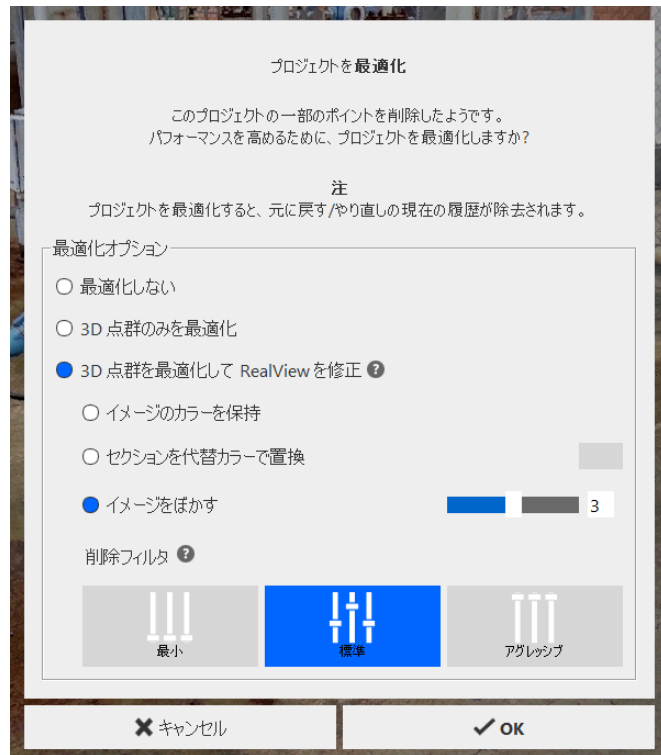 プロジェクトを最適化
このプロジェクトの一部のポイントを削除したようです。
パフォーマンスを高めるために、プロジェクトを最適化しますか?
注
プロジェクトを最適化すると、元に戻す/やり直しの現在の履歴が除去されます。
最適化オプション
最適化しない
3D 点群のみを最適化
3D 点群を最適化して RealView を修正 ?
イメージのカラーを保持
セクションを代替カラーで置換
イメージをぼかす 3
削除フィルタ ?
最小 標準 アグレッシブ
✖ キャンセル ✓ OK